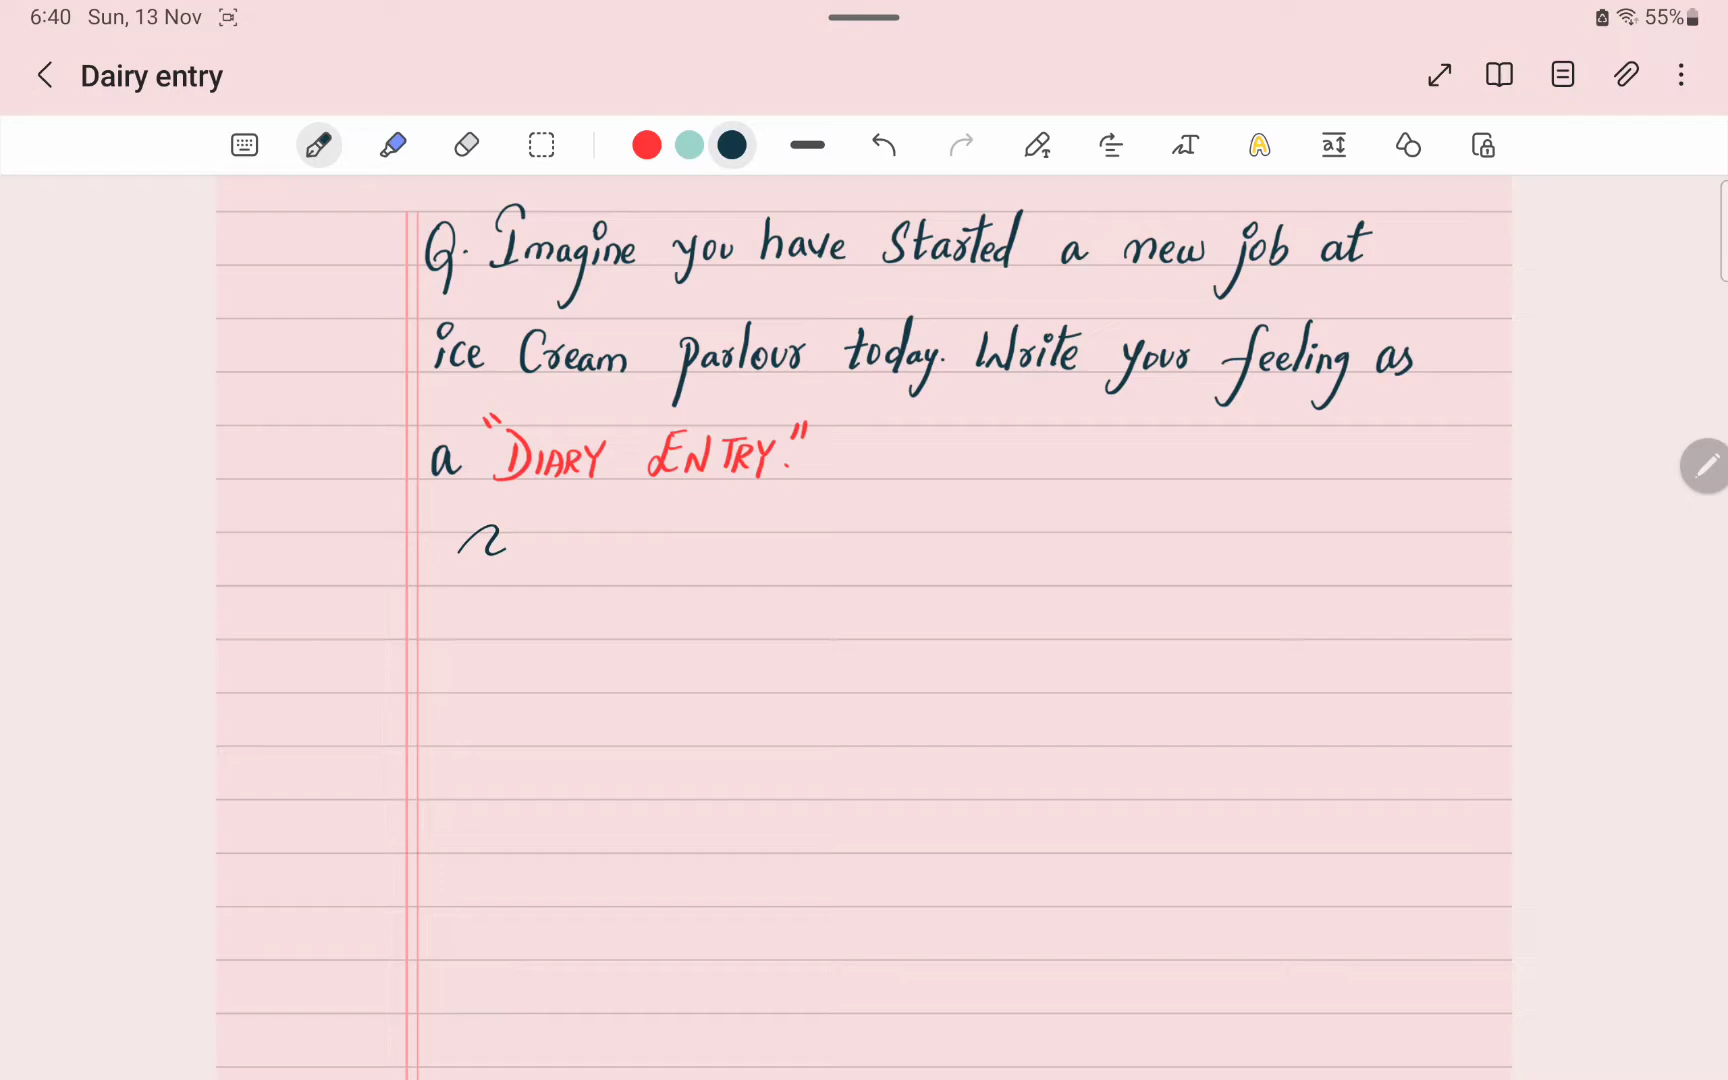 6:40 Sun, 13 Nov 55%
Dairy entry
Q. Imagine you have Started a new job at
ice Cream parlour today. Write your feeling as
a "DIARY ENTRY."